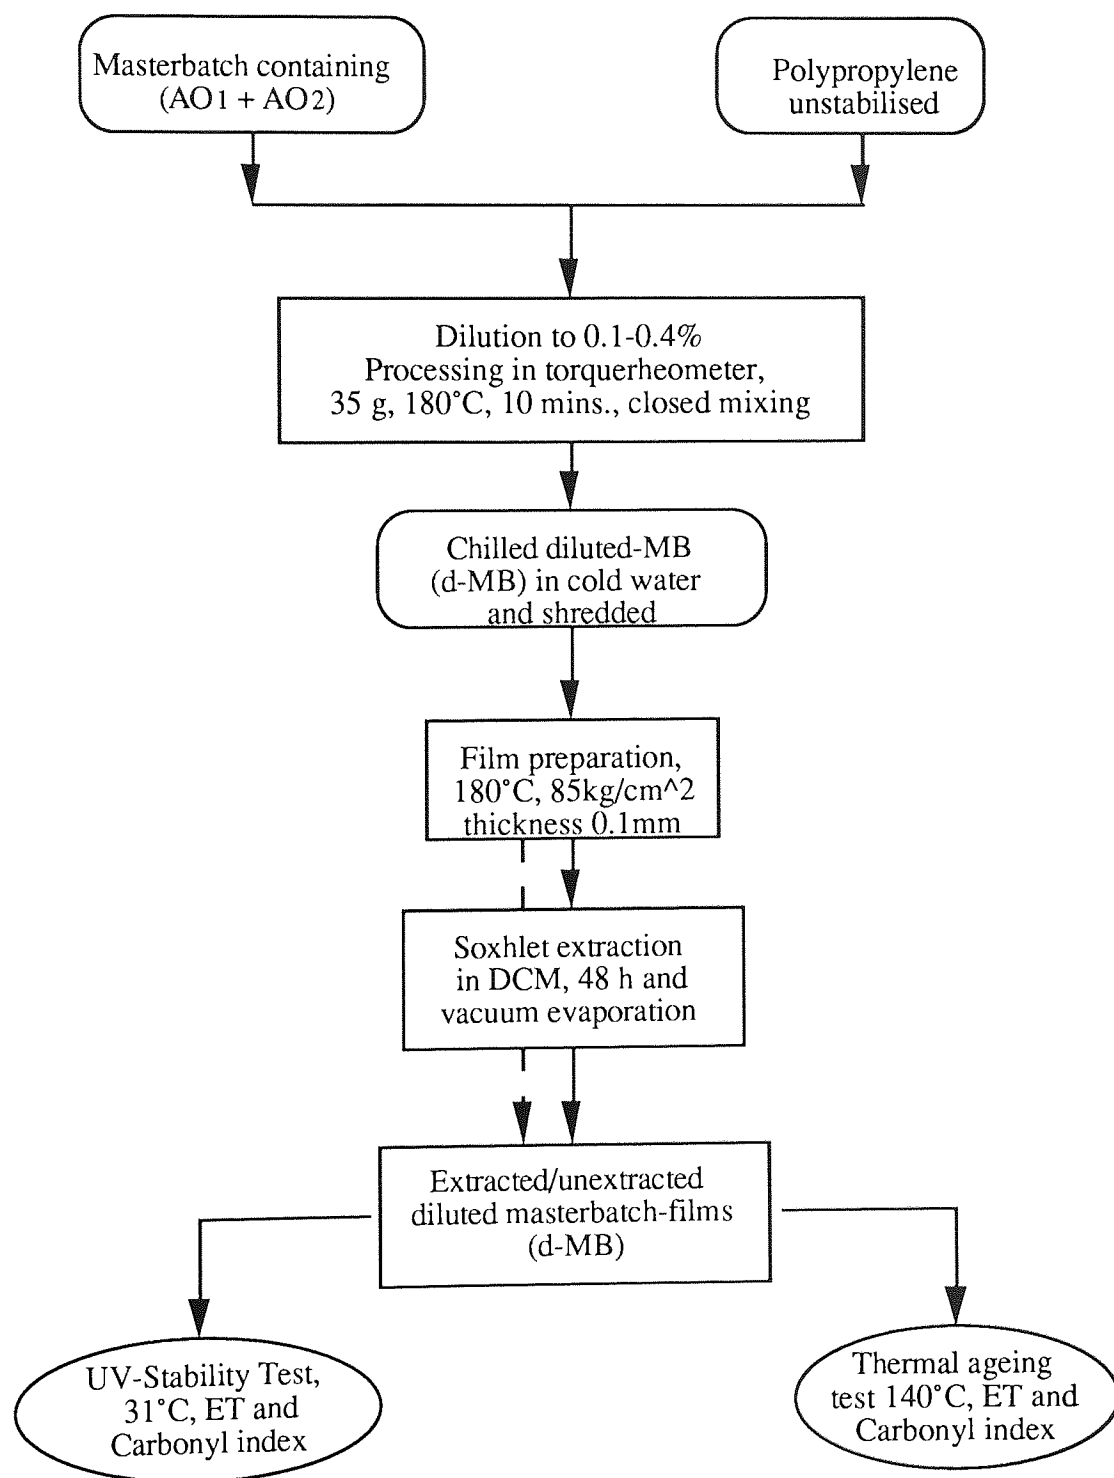 Masterbatch containing
(AO1 + AO2)
Polypropylene
unstabilised
Dilution to 0.1-0.4%
Processing in torquerheometer,
35 g, 180°C, 10 mins., closed mixing
Chilled diluted-MB
(d-MB) in cold water
and shredded
Film preparation,
180°C, 85kg/cm^2
thickness 0.1mm
Soxhlet extraction
in DCM, 48 h and
vacuum evaporation
Extracted/unextracted
diluted masterbatch-films
(d-MB)
UV-Stability Test,
31°C, ET and
Carbonyl index
Thermal ageing
test 140°C, ET and
Carbonyl index